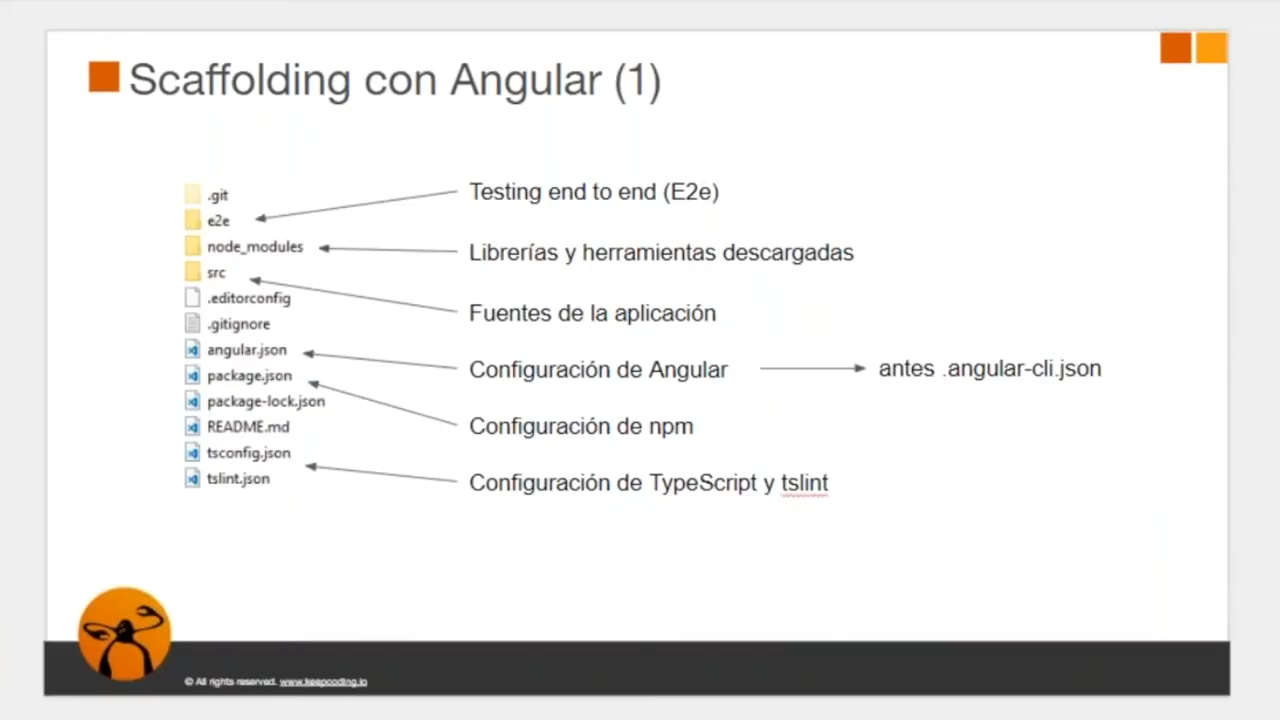 Scaffolding con Angular (1)
.git
e2e
node_modules
src
.editorconfig
.gitignore
angular.json
package.json
package-lock.json
README.md
tsconfig.json
tslint.json
Testing end to end (E2e)
Librerías y herramientas descargadas
Fuentes de la aplicación
Configuración de Angular
antes .angular-cli.json
Configuración de npm
Configuración de TypeScript y tslint
© All rights reserved. www.keepcoding.io